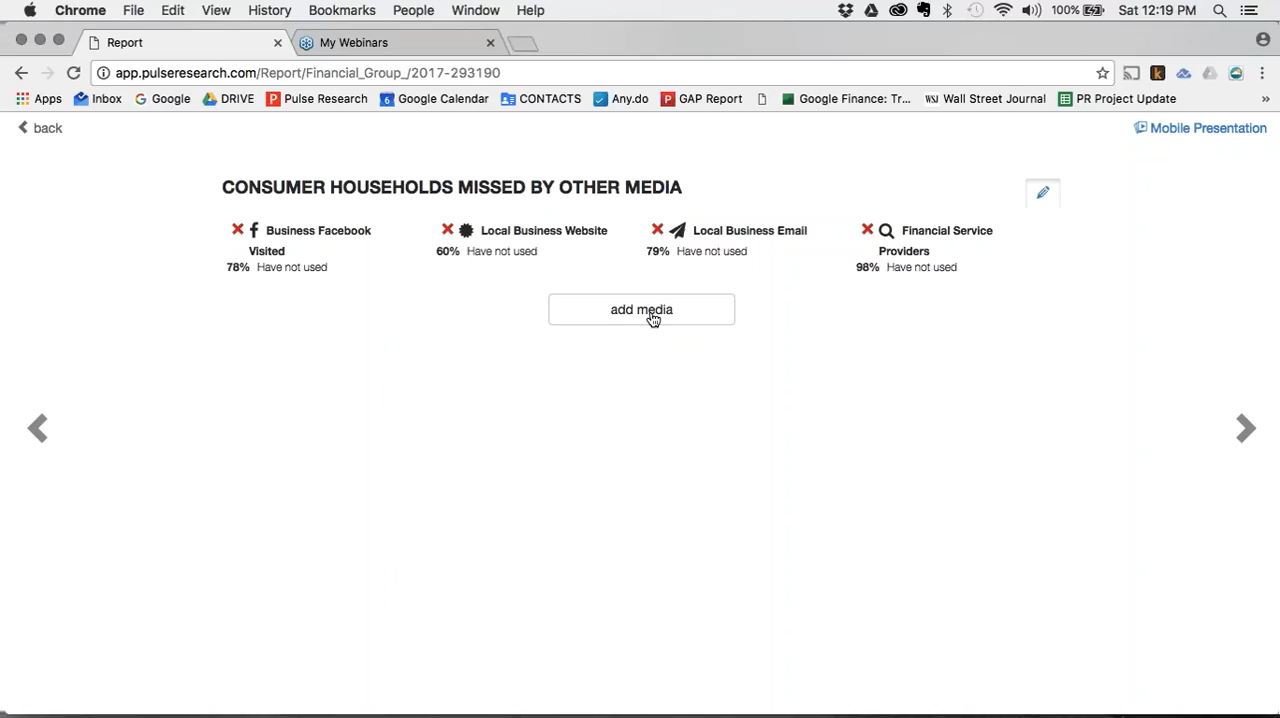 Chrome File Edit View History Bookmarks People Window Help 100% Sat 12:19 PM
Report My Webinars
app.pulseresearch.com/Report/Financial_Group_/2017-293190
Apps Inbox Google DRIVE Pulse Research 6 Google Calendar CONTACTS Any.do GAP Report Google Finance: Tr... WSJ Wall Street Journal PR Project Update »
back Mobile Presentation
CONSUMER HOUSEHOLDS MISSED BY OTHER MEDIA
Business Facebook Local Business Website Local Business Email Financial Service
Visited 60% Have not used 79% Have not used Providers
78% Have not used 98% Have not used
add media